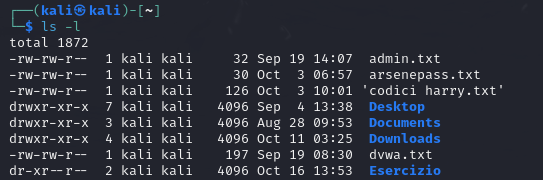 ┌──(kali㉿kali)-[~]
└─$ ls -l
total 1872
-rw-rw-r-- 1 kali kali 32 Sep 19 14:07 admin.txt
-rw-rw-r-- 1 kali kali 30 Oct 3 06:57 arsenepass.txt
-rw-rw-r-- 1 kali kali 126 Oct 3 10:01 'codici harry.txt'
drwxr-xr-x 7 kali kali 4096 Sep 4 13:38 Desktop
drwxr-xr-x 3 kali kali 4096 Aug 28 09:53 Documents
drwxr-xr-x 4 kali kali 4096 Oct 11 03:25 Downloads
-rw-rw-r-- 1 kali kali 197 Sep 19 08:30 dvwa.txt
dr-xr--r-- 2 kali kali 4096 Oct 16 13:53 Esercizio